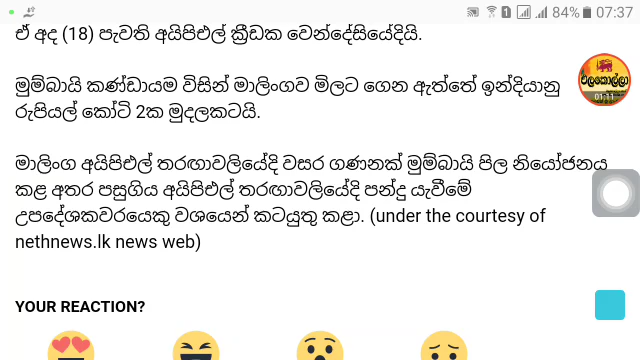 84% 07:37
ඒ අද (18) පැවති අයිපිඑල් ක්‍රීඩක වෙන්දේසියේදියි.
මුම්බායි කණ්ඩායම විසින් මාලිංගව මිලට ගෙන ඇත්තේ ඉන්දියානු
රුපියල් කෝටි 2ක මුදලකටයි.
එලකොල්ලා
01:11
මාලිංග අයිපිඑල් තරඟාවලියේදි වසර ගණනක් මුම්බායි පිල නියෝජනය
කළ අතර පසුගිය අයිපිඑල් තරඟාවලියේදි පන්දු යැවීමේ
උපදේශකවරයෙකු වශයෙන් කටයුතු කළා. (under the courtesy of
nethnews.lk news web)
YOUR REACTION?